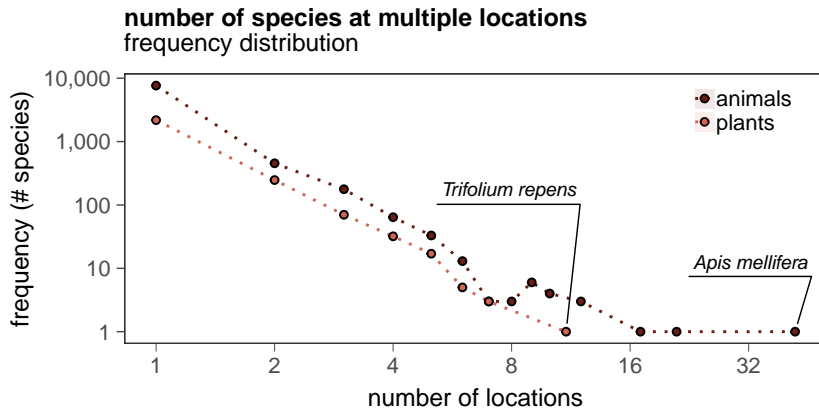 number of species at multiple locations
frequency distribution
frequency (# species)
10,000
1,000
100
10
1
animals
plants
Trifolium repens
Apis mellifera
1 2 4 8 16 32
number of locations